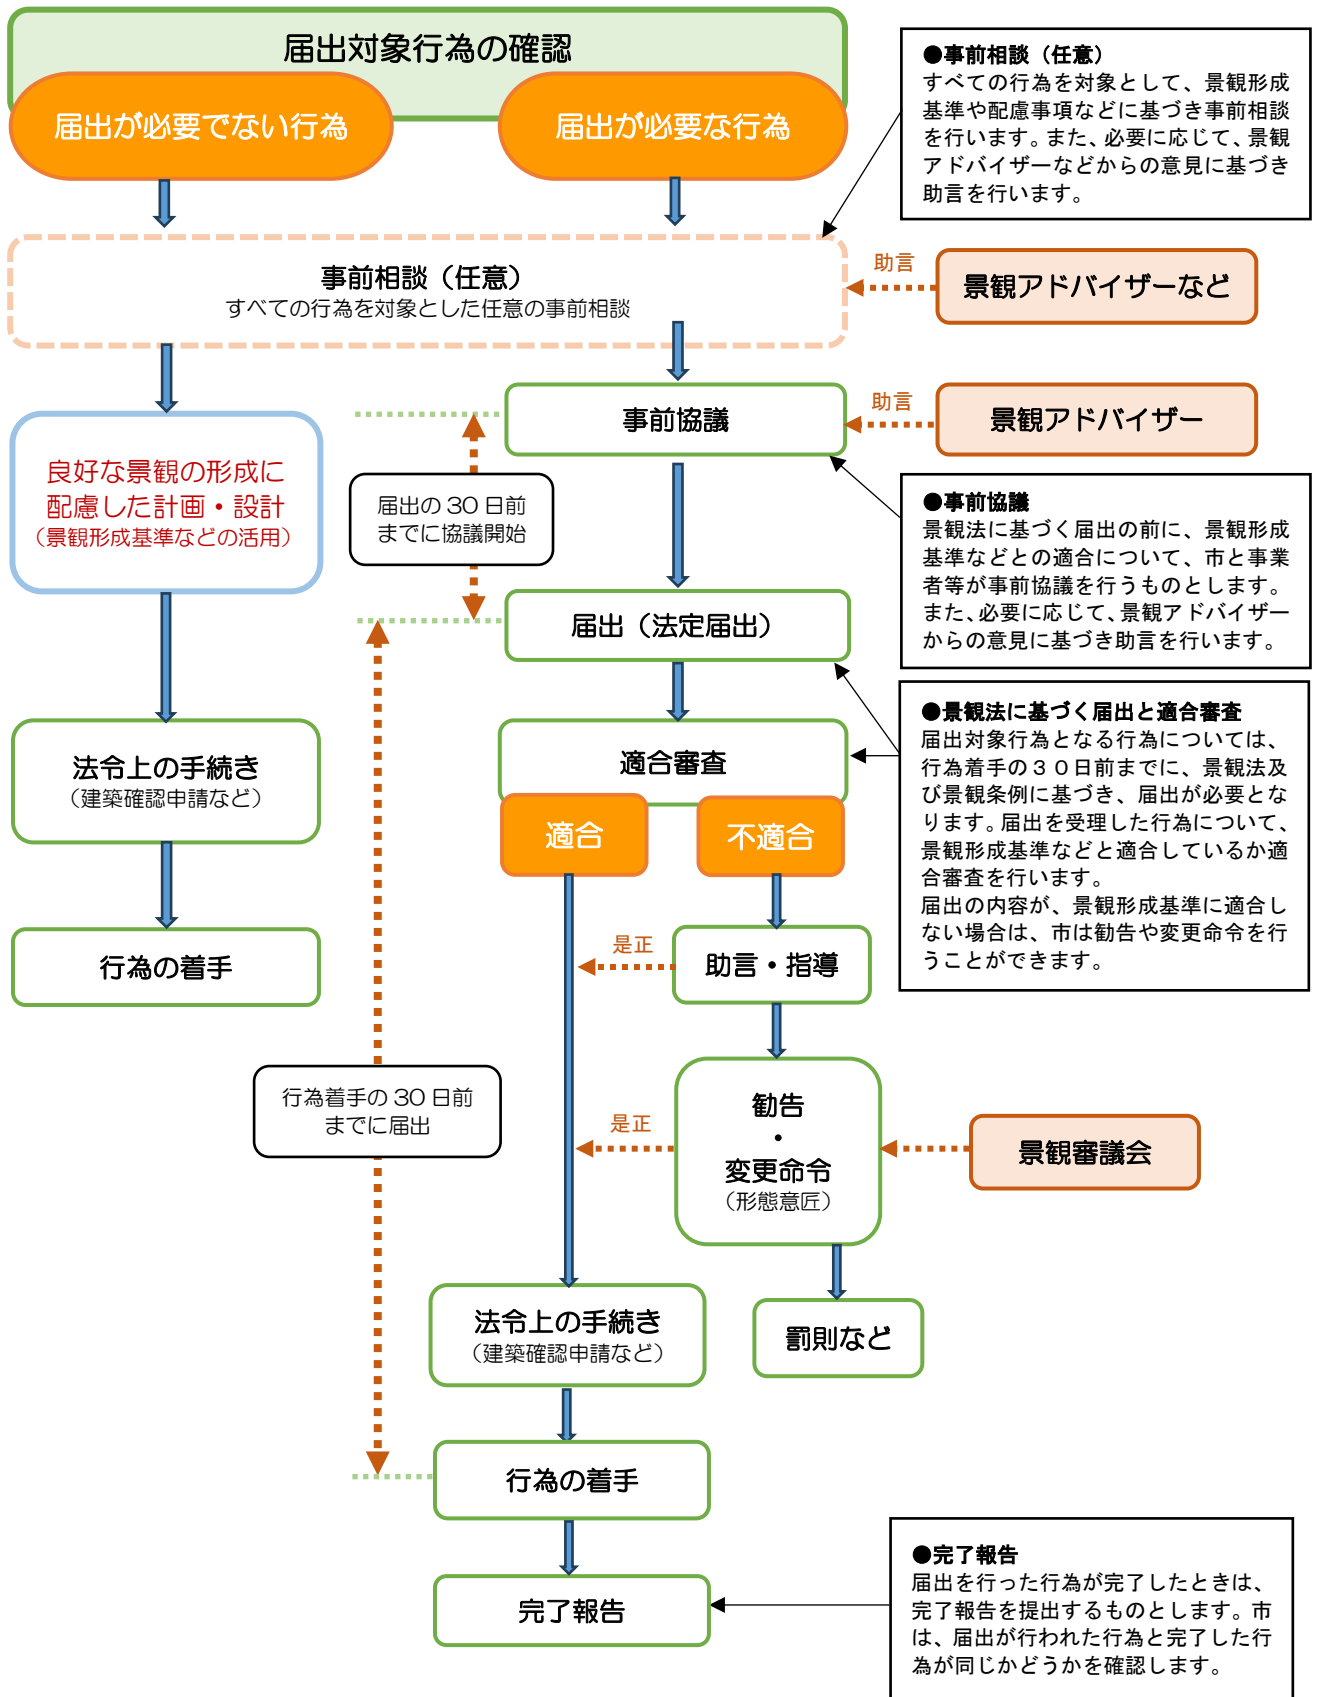 届出対象行為の確認
届出が必要でない行為
届出が必要な行為
●事前相談（任意）
すべての行為を対象として、景観形成
基準や配慮事項などに基づき事前相談
を行います。また、必要に応じて、景観
アドバイザーなどからの意見に基づき
助言を行います。
事前相談（任意）
すべての行為を対象とした任意の事前相談
助言
景観アドバイザーなど
事前協議
助言
景観アドバイザー
良好な景観の形成に
配慮した計画・設計
（景観形成基準などの活用）
届出の 30 日前
までに協議開始
●事前協議
景観法に基づく届出の前に、景観形成
基準などとの適合について、市と事業
者等が事前協議を行うものとします。
また、必要に応じて、景観アドバイザー
からの意見に基づき助言を行います。
届出（法定届出）
●景観法に基づく届出と適合審査
届出対象行為となる行為については、
行為着手の３０日前までに、景観法及
び景観条例に基づき、届出が必要とな
ります。届出を受理した行為について、
景観形成基準などと適合しているか適
合審査を行います。
届出の内容が、景観形成基準に適合し
ない場合は、市は勧告や変更命令を行
うことができます。
法令上の手続き
（建築確認申請など）
適合審査
適合
不適合
行為の着手
是正
助言・指導
行為着手の 30 日前
までに届出
是正
勧告
・
変更命令
（形態意匠）
景観審議会
法令上の手続き
（建築確認申請など）
罰則など
行為の着手
完了報告
●完了報告
届出を行った行為が完了したときは、
完了報告を提出するものとします。市
は、届出が行われた行為と完了した行
為が同じかどうかを確認します。